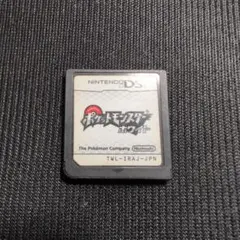 NINTENDO DS
ポケットモンスター
ホワイト
The Pokémon Company Nintendo
TWL-IRAJ-JPN